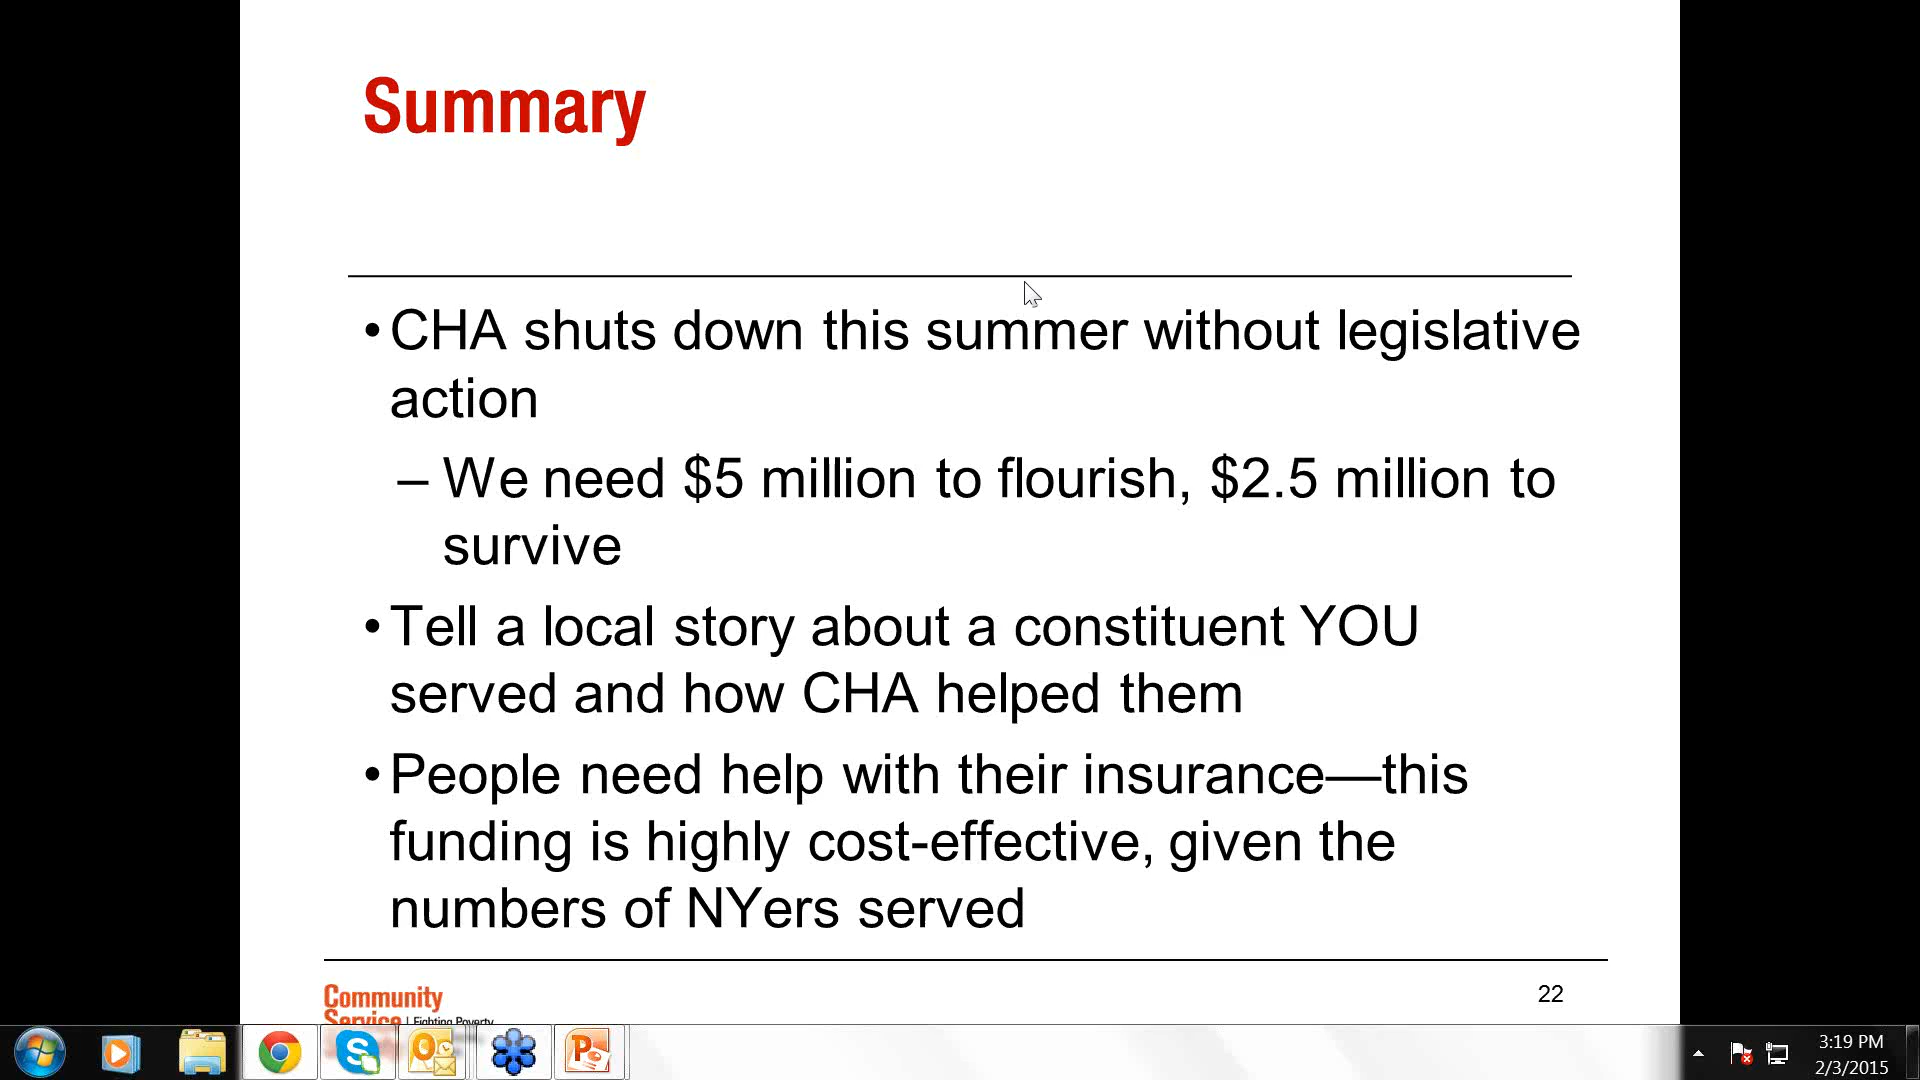 Summary
•CHA shuts down this summer without legislative
action
– We need $5 million to flourish, $2.5 million to
survive
•Tell a local story about a constituent YOU
served and how CHA helped them
•People need help with their insurance—this
funding is highly cost-effective, given the
numbers of NYers served
Community
Service | Fighting Poverty
22
3:19 PM
2/3/2015